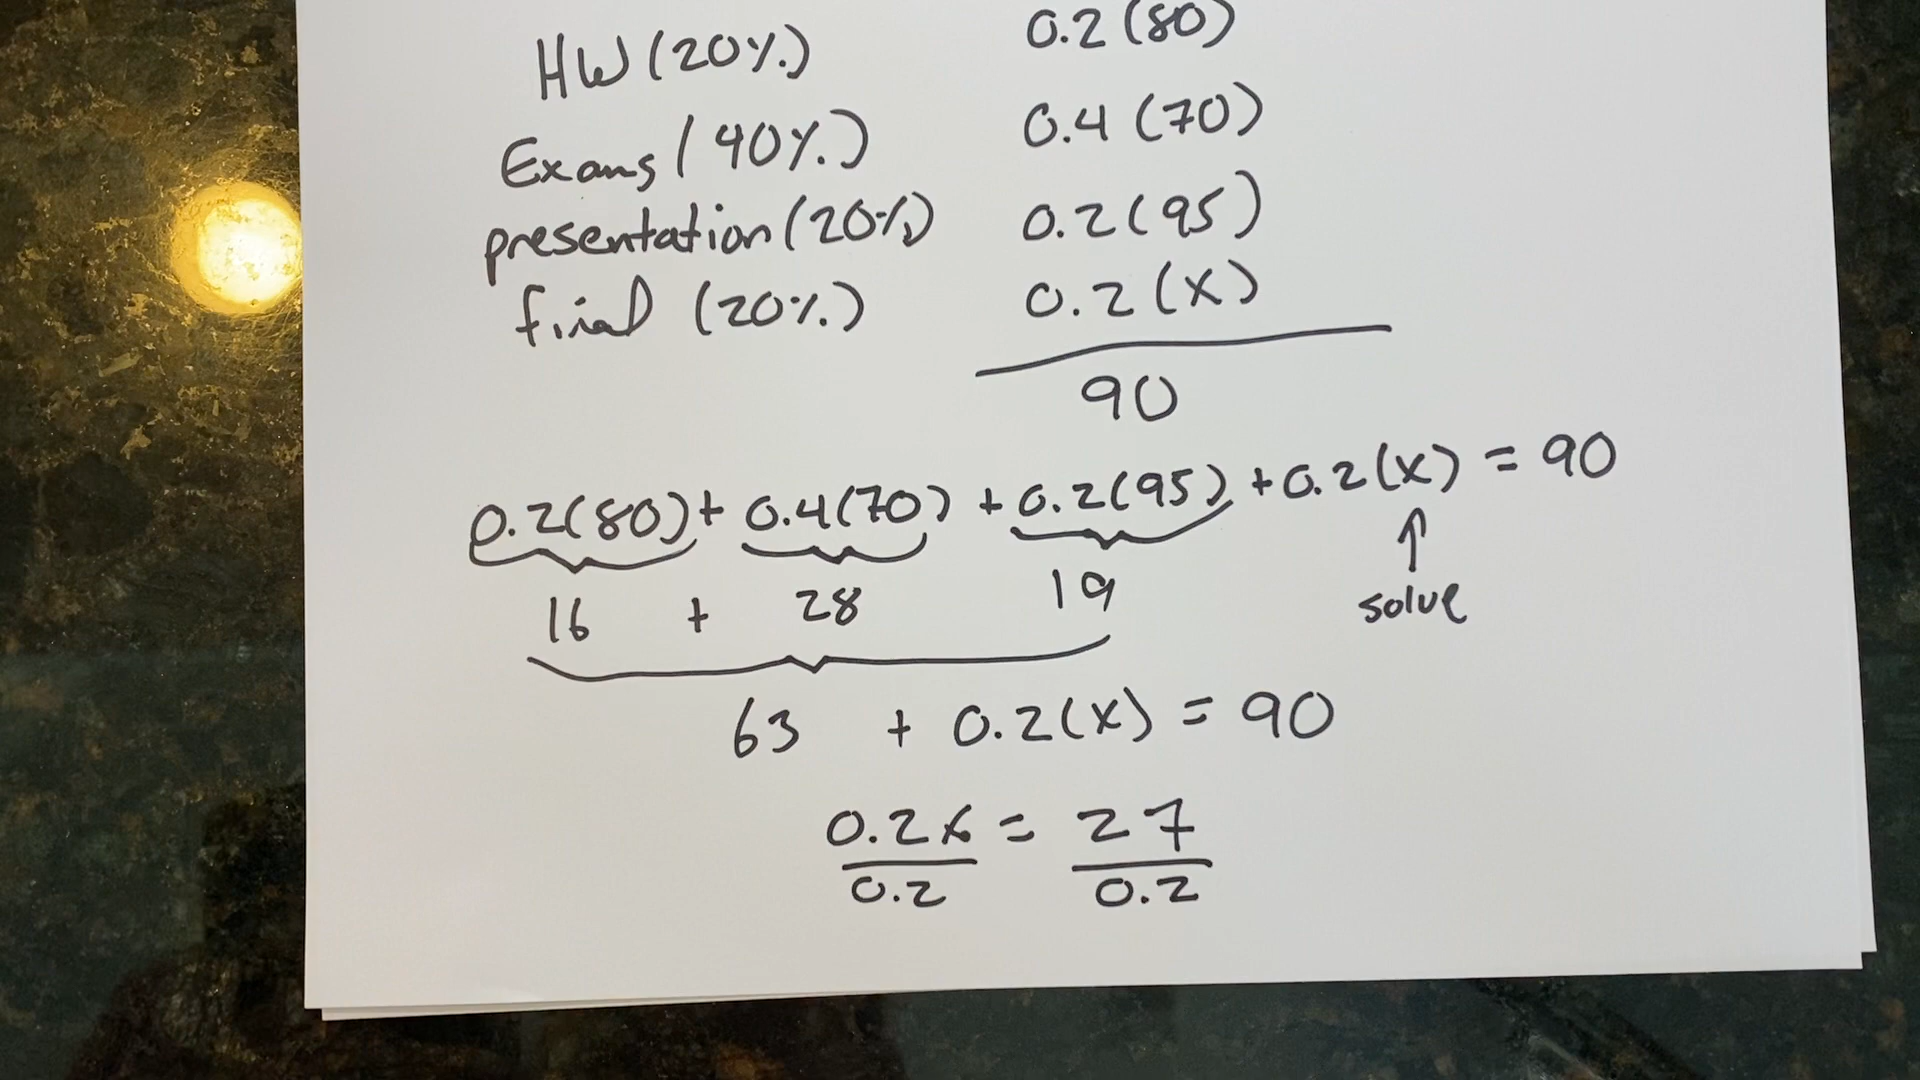 HW (20%) 0.2 (80)
Exams (40%) 0.4 (70)
presentation (20%) 0.2 (95)
final (20%) 0.2 (x)
90
0.2(80) + 0.4(70) + 0.2(95) + 0.2(x) = 90
16 + 28 19 solve
63 + 0.2(x) = 90
0.2x = 27
0.2 0.2